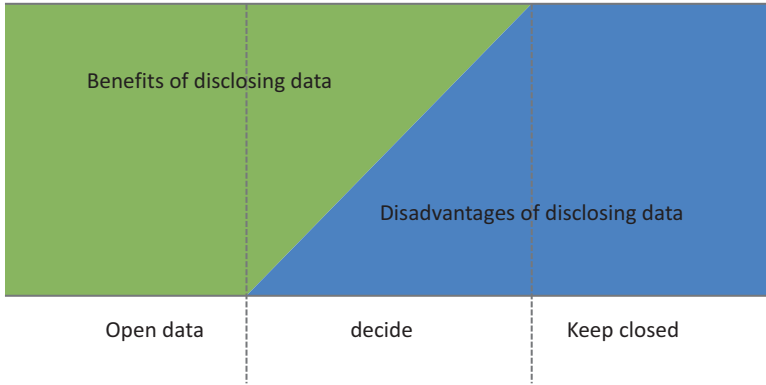 Benefits of disclosing data
Disadvantages of disclosing data
Open data
decide
Keep closed